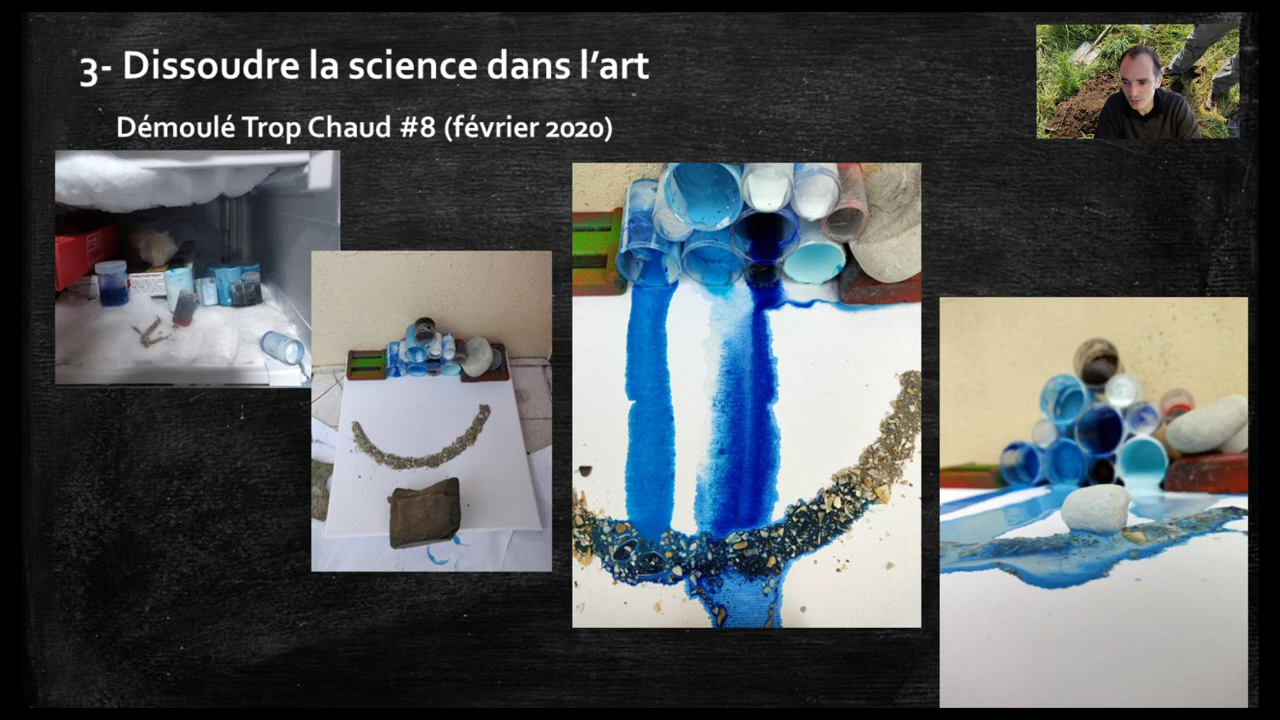 3- Dissoudre la science dans l’art
Démoulé Trop Chaud #8 (février 2020)